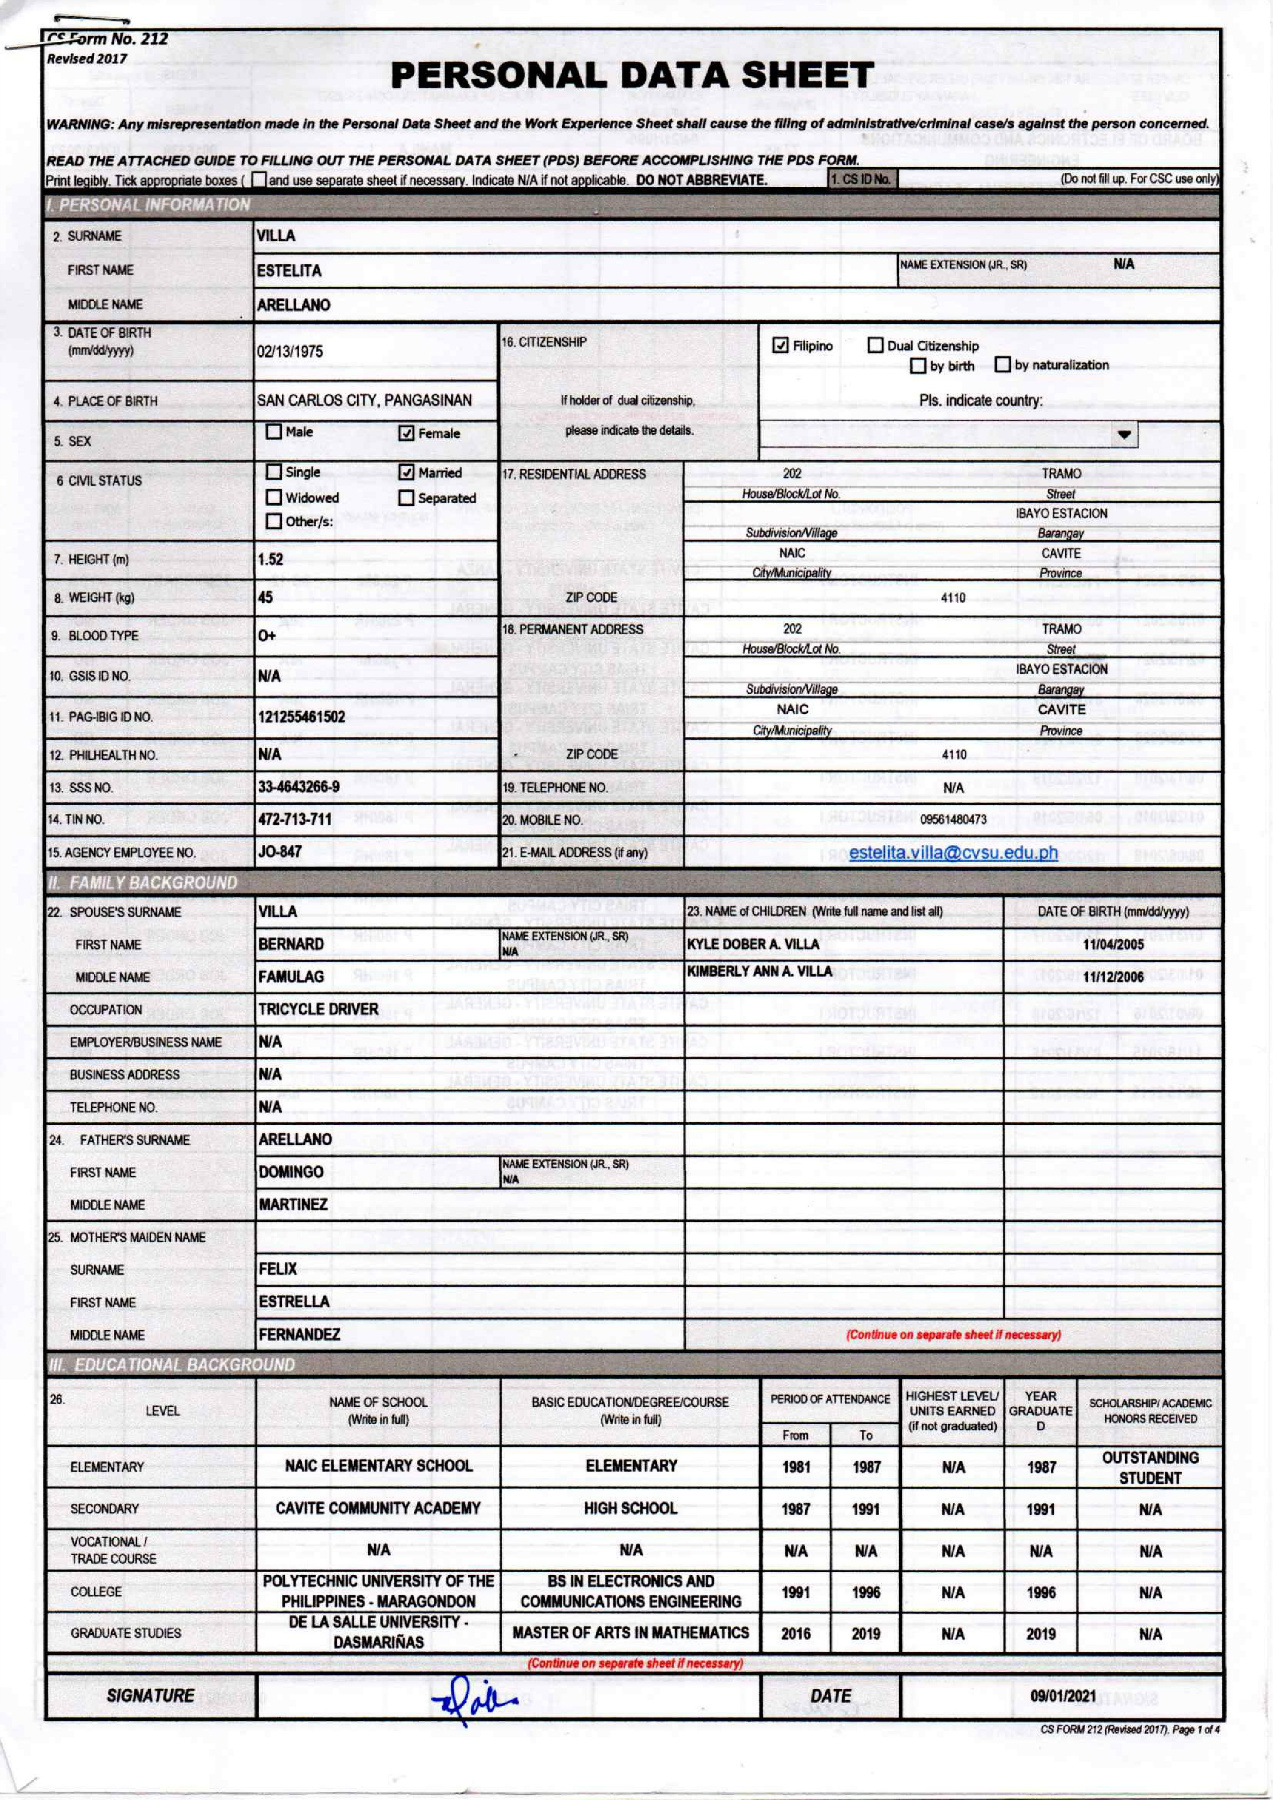 CS Form No. 212
Revised 2017
PERSONAL DATA SHEET
WARNING: Any misrepresentation made in the Personal Data Sheet and the Work Experience Sheet shall cause the filing of administrative/criminal case/s against the person concerned.
READ THE ATTACHED GUIDE TO FILLING OUT THE PERSONAL DATA SHEET (PDS) BEFORE ACCOMPLISHING THE PDS FORM.
Print legibly. Tick appropriate boxes ( and use separate sheet if necessary. Indicate N/A if not applicable. DO NOT ABBREVIATE. 1. CS ID No. (Do not fill up. For CSC use only)
I. PERSONAL INFORMATION
2. SURNAME VILLA
FIRST NAME ESTELITA NAME EXTENSION (JR., SR) N/A
MIDDLE NAME ARELLANO
3. DATE OF BIRTH
(mm/dd/yyyy) 02/13/1975
16. CITIZENSHIP Filipino Dual Citizenship
by birth by naturalization
4. PLACE OF BIRTH SAN CARLOS CITY, PANGASINAN If holder of dual citizenship, Pls. indicate country:
5. SEX Male Female please indicate the details.
6 CIVIL STATUS Single Married
Widowed Separated
Other/s:
17. RESIDENTIAL ADDRESS 202 TRAMO
House/Block/Lot No. Street
IBAYO ESTACION
Subdivision/Village Barangay
7. HEIGHT (m) 1.52 NAIC CAVITE
City/Municipality Province
8. WEIGHT (kg) 45 ZIP CODE 4110
9. BLOOD TYPE O+ 18. PERMANENT ADDRESS 202 TRAMO
House/Block/Lot No. Street
10. GSIS ID NO. N/A IBAYO ESTACION
Subdivision/Village Barangay
11. PAG-IBIG ID NO. 121255461502 NAIC CAVITE
City/Municipality Province
12. PHILHEALTH NO. N/A ZIP CODE 4110
13. SSS NO. 33-4643266-9 19. TELEPHONE NO. N/A
14. TIN NO. 472-713-711 20. MOBILE NO. 09561480473
15. AGENCY EMPLOYEE NO. JO-847 21. E-MAIL ADDRESS (if any) estelita.villa@cvsu.edu.ph
II. FAMILY BACKGROUND
22. SPOUSE'S SURNAME VILLA 23. NAME of CHILDREN (Write full name and list all) DATE OF BIRTH (mm/dd/yyyy)
FIRST NAME BERNARD NAME EXTENSION (JR., SR) N/A KYLE DOBER A. VILLA 11/04/2005
MIDDLE NAME FAMULAG KIMBERLY ANN A. VILLA 11/12/2006
OCCUPATION TRICYCLE DRIVER
EMPLOYER/BUSINESS NAME N/A
BUSINESS ADDRESS N/A
TELEPHONE NO. N/A
24. FATHER'S SURNAME ARELLANO
FIRST NAME DOMINGO NAME EXTENSION (JR., SR) N/A
MIDDLE NAME MARTINEZ
25. MOTHER'S MAIDEN NAME
SURNAME FELIX
FIRST NAME ESTRELLA
MIDDLE NAME FERNANDEZ (Continue on separate sheet if necessary)
III. EDUCATIONAL BACKGROUND
26. LEVEL NAME OF SCHOOL (Write in full) BASIC EDUCATION/DEGREE/COURSE (Write in full) PERIOD OF ATTENDANCE From To HIGHEST LEVEL/ UNITS EARNED (if not graduated) YEAR GRADUATED SCHOLARSHIP/ ACADEMIC HONORS RECEIVED
ELEMENTARY NAIC ELEMENTARY SCHOOL ELEMENTARY 1981 1987 N/A 1987 OUTSTANDING STUDENT
SECONDARY CAVITE COMMUNITY ACADEMY HIGH SCHOOL 1987 1991 N/A 1991 N/A
VOCATIONAL / TRADE COURSE N/A N/A N/A N/A N/A N/A N/A
COLLEGE POLYTECHNIC UNIVERSITY OF THE PHILIPPINES - MARAGONDON BS IN ELECTRONICS AND COMMUNICATIONS ENGINEERING 1991 1996 N/A 1996 N/A
GRADUATE STUDIES DE LA SALLE UNIVERSITY - DASMARIÑAS MASTER OF ARTS IN MATHEMATICS 2016 2019 N/A 2019 N/A
(Continue on separate sheet if necessary)
SIGNATURE DATE 09/01/2021
CS FORM 212 (Revised 2017), Page 1 of 4